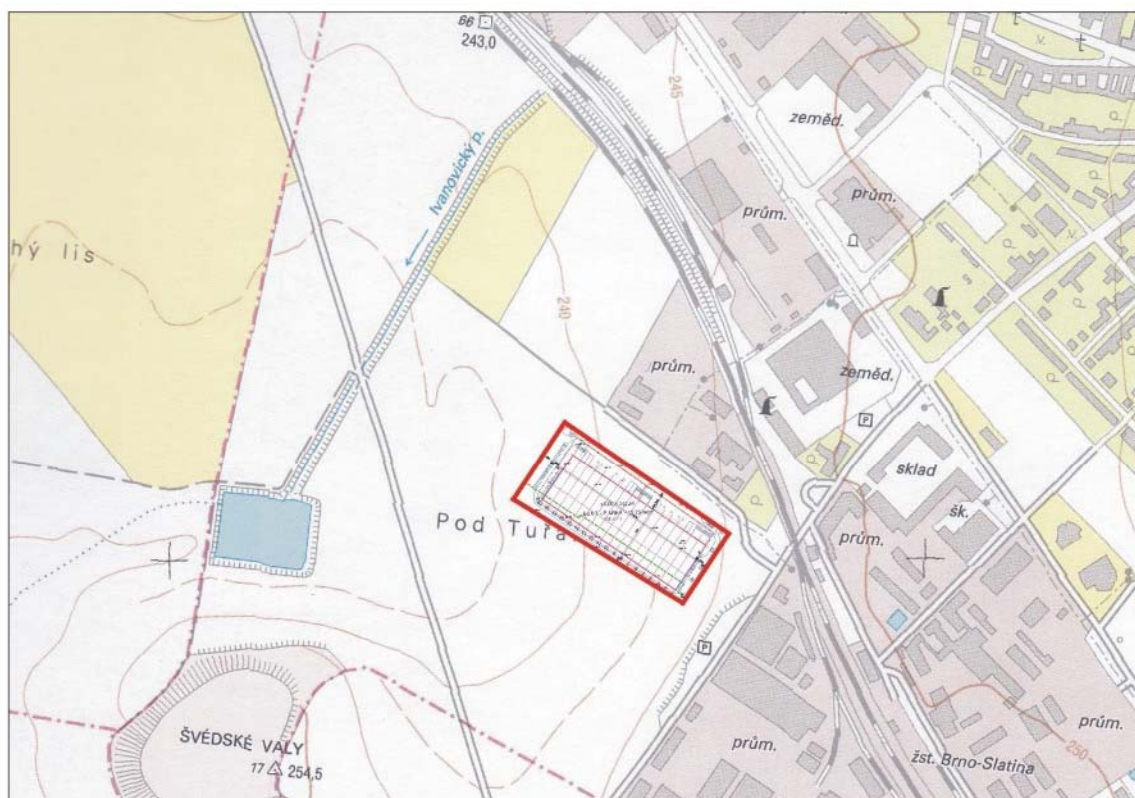 66
243,0
245
zeměd.
prům.
prům.
Ivanovický p.
hý lis
240
prům.
zeměd.
P
sklad
šk.
Pod Tuřa
prům.
P
ŠVÉDSKÉ VALY
17 254,5
prům.
prům.
250
žst. Brno-Slatina